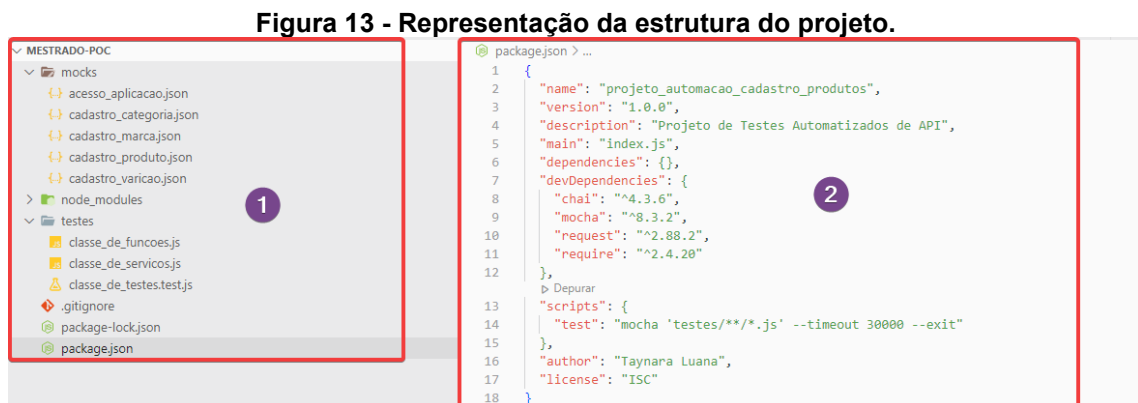 Figura 13 - Representação da estrutura do projeto.
MESTRADO-POC
mocks
acesso_aplicacao.json
cadastro_categoria.json
cadastro_marca.json
cadastro_produto.json
cadastro_varicao.json
node_modules
testes
classe_de_funcoes.js
classe_de_servicos.js
classe_de_testes.test.js
.gitignore
package-lock.json
package.json
1
package.json > ...
1 {
2 "name": "projeto_automacao_cadastro_produtos",
3 "version": "1.0.0",
4 "description": "Projeto de Testes Automatizados de API",
5 "main": "index.js",
6 "dependencies": {},
7 "devDependencies": {
8 "chai": "^4.3.6",
9 "mocha": "^8.3.2",
10 "request": "^2.88.2",
11 "require": "^2.4.20"
12 },
Depurar
13 "scripts": {
14 "test": "mocha 'testes/**/*.js' --timeout 30000 --exit"
15 },
16 "author": "Taynara Luana",
17 "license": "ISC"
18 }
2